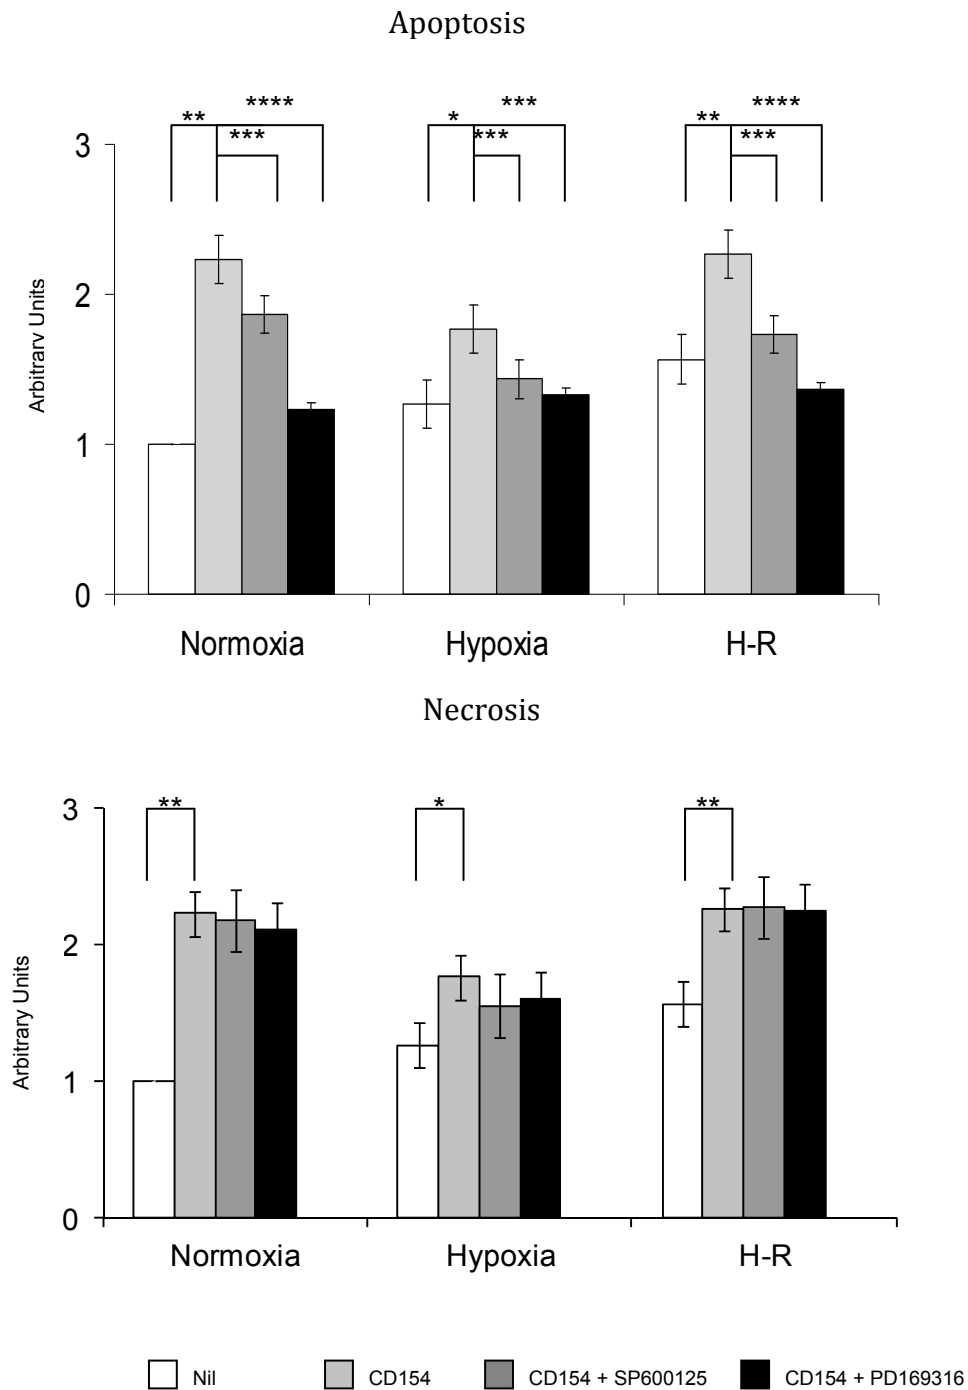 Apoptosis
** **** *** * *** *** ** **** ***
3
2
1
0
Arbitrary Units
Normoxia Hypoxia H-R
Necrosis
** * **
3
2
1
0
Arbitrary Units
Normoxia Hypoxia H-R
Nil CD154 CD154 + SP600125 CD154 + PD169316